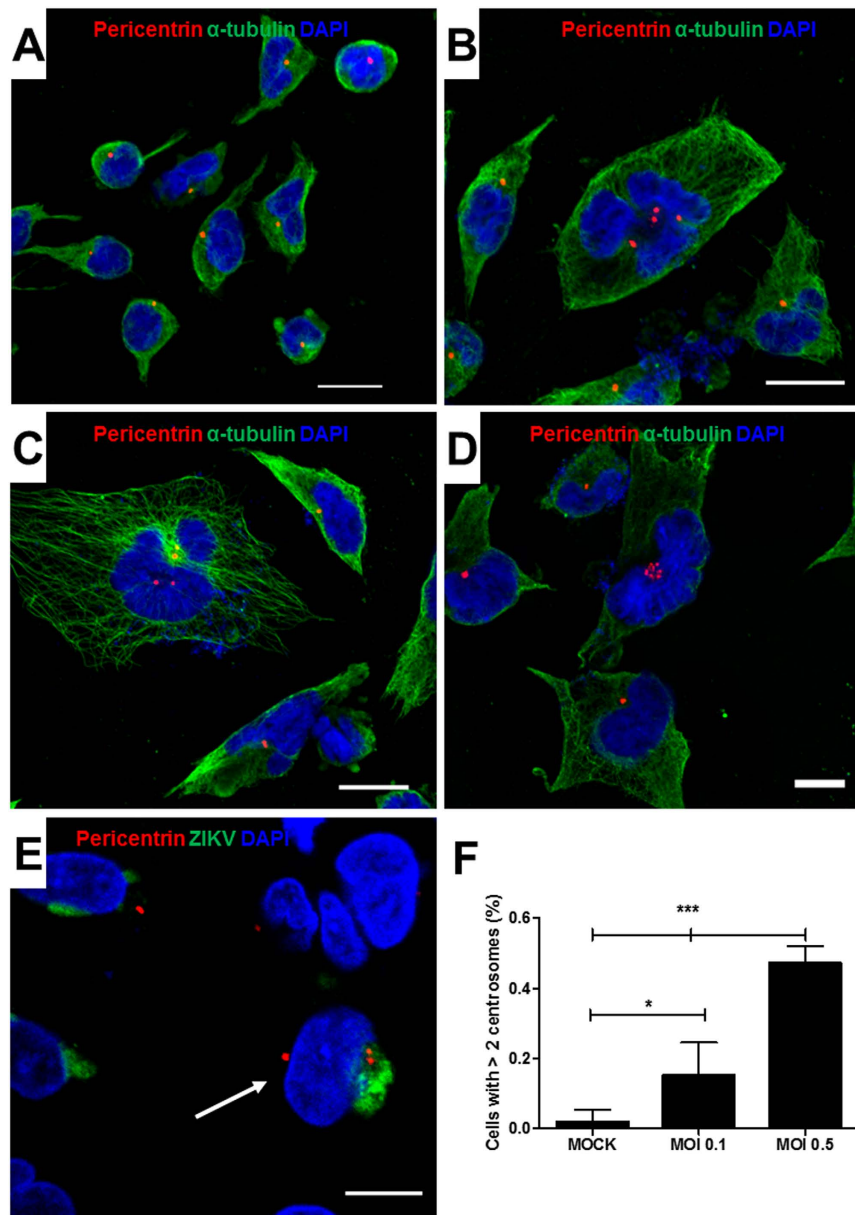 A
Pericentrin α-tubulin DAPI
B
Pericentrin α-tubulin DAPI
C
Pericentrin α-tubulin DAPI
D
Pericentrin α-tubulin DAPI
E
Pericentrin ZIKV DAPI
F
Cells with > 2 centrosomes (%)
0.6
0.4
0.2
0.0
***
*
MOCK MOI 0.1 MOI 0.5